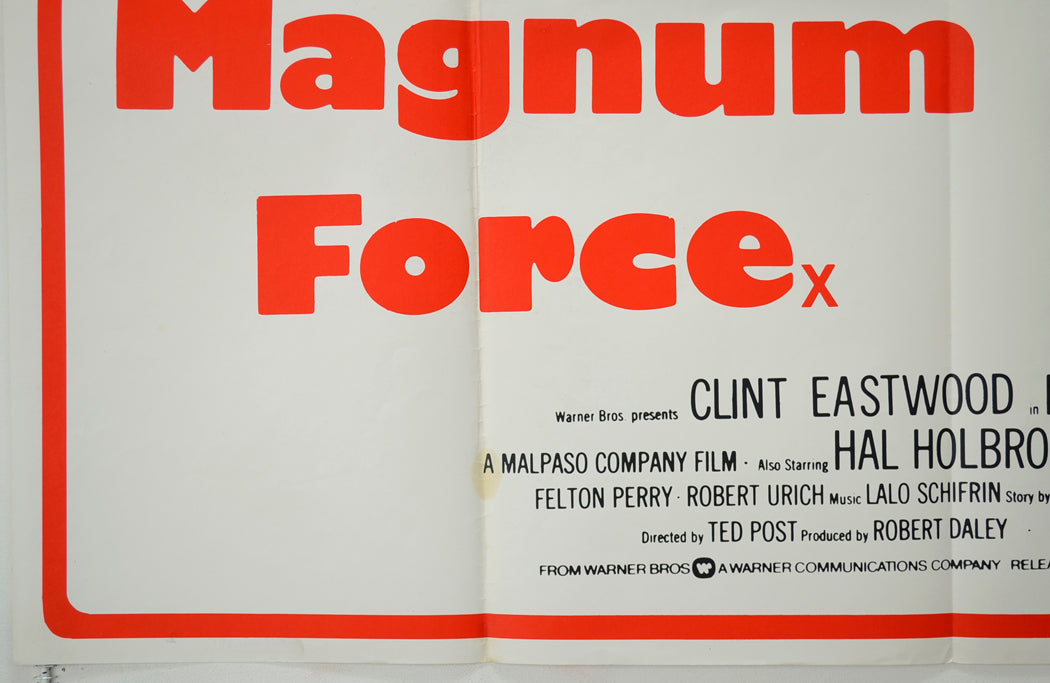 Magnum
Force x
Warner Bros. presents CLINT EASTWOOD in
A MALPASO COMPANY FILM · Also Starring HAL HOLBRO
FELTON PERRY · ROBERT URICH Music LALO SCHIFRIN Story by
Directed by TED POST Produced by ROBERT DALEY ·
FROM WARNER BROS W A WARNER COMMUNICATIONS COMPANY RELEA